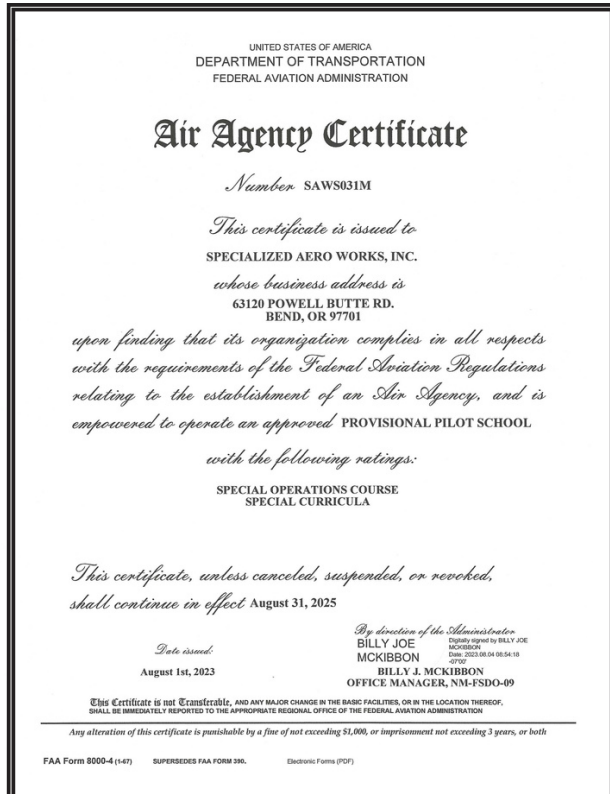 UNITED STATES OF AMERICA
DEPARTMENT OF TRANSPORTATION
FEDERAL AVIATION ADMINISTRATION
Air Agency Certificate
Number SAWS031M
This certificate is issued to
SPECIALIZED AERO WORKS, INC.
whose business address is
63120 POWELL BUTTE RD.
BEND, OR 97701
upon finding that its organization complies in all respects
with the requirements of the Federal Aviation Regulations
relating to the establishment of an Air Agency, and is
empowered to operate an approved PROVISIONAL PILOT SCHOOL
with the following ratings:
SPECIAL OPERATIONS COURSE
SPECIAL CURRICULA
This certificate, unless canceled, suspended, or revoked,
shall continue in effect August 31, 2025
By direction of the Administrator
BILLY JOE
MCKIBBON
Digitally signed by BILLY JOE
MCKIBBON
Date: 2023.08.04 08:54:18
-07'00'
Date issued:
August 1st, 2023
BILLY J. MCKIBBON
OFFICE MANAGER, NM-FSDO-09
This Certificate is not Transferable, AND ANY MAJOR CHANGE IN THE BASIC FACILITIES, OR IN THE LOCATION THEREOF,
SHALL BE IMMEDIATELY REPORTED TO THE APPROPRIATE REGIONAL OFFICE OF THE FEDERAL AVIATION ADMINISTRATION
Any alteration of this certificate is punishable by a fine of not exceeding $1,000, or imprisonment not exceeding 3 years, or both
FAA Form 8000-4 (1-67) SUPERSEDES FAA FORM 390. Electronic Forms (PDF)